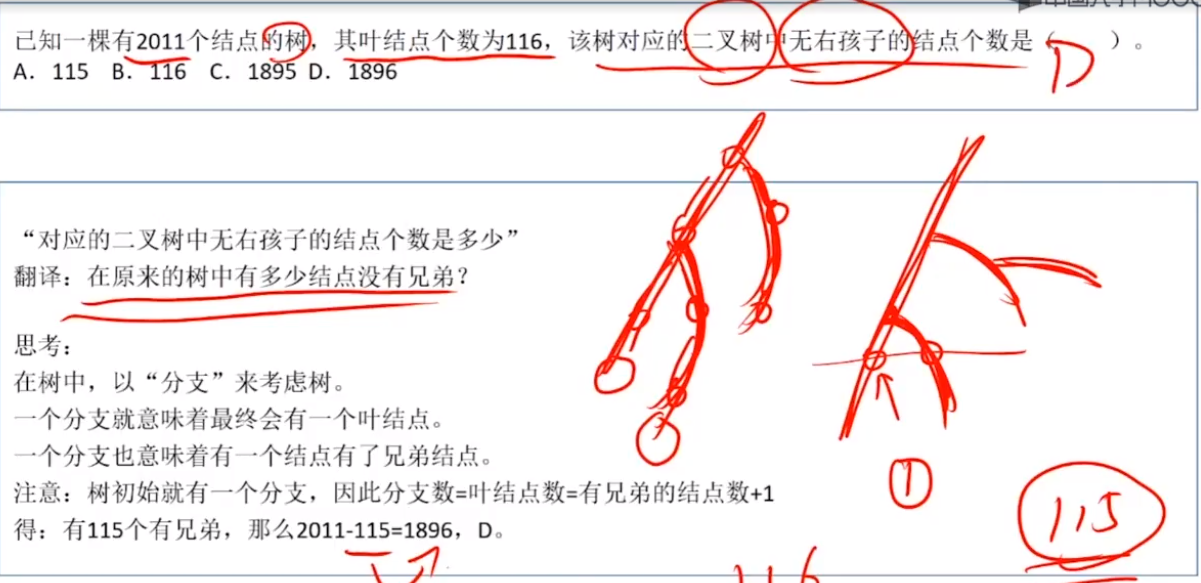 中国大学MOOC
已知一棵有2011个结点的树，其叶结点个数为116，该树对应的二叉树中无右孩子的结点个数是（ D ）。
A. 115 B. 116 C. 1895 D. 1896
“对应的二叉树中无右孩子的结点个数是多少”
翻译：在原来的树中有多少结点没有兄弟？
思考：
在树中，以“分支”来考虑树。
一个分支就意味着最终会有一个叶结点。
一个分支也意味着有一个结点有了兄弟结点。
注意：树初始就有一个分支，因此分支数=叶结点数=有兄弟的结点数+1
得：有115个有兄弟，那么2011-115=1896，D。
1
115
116